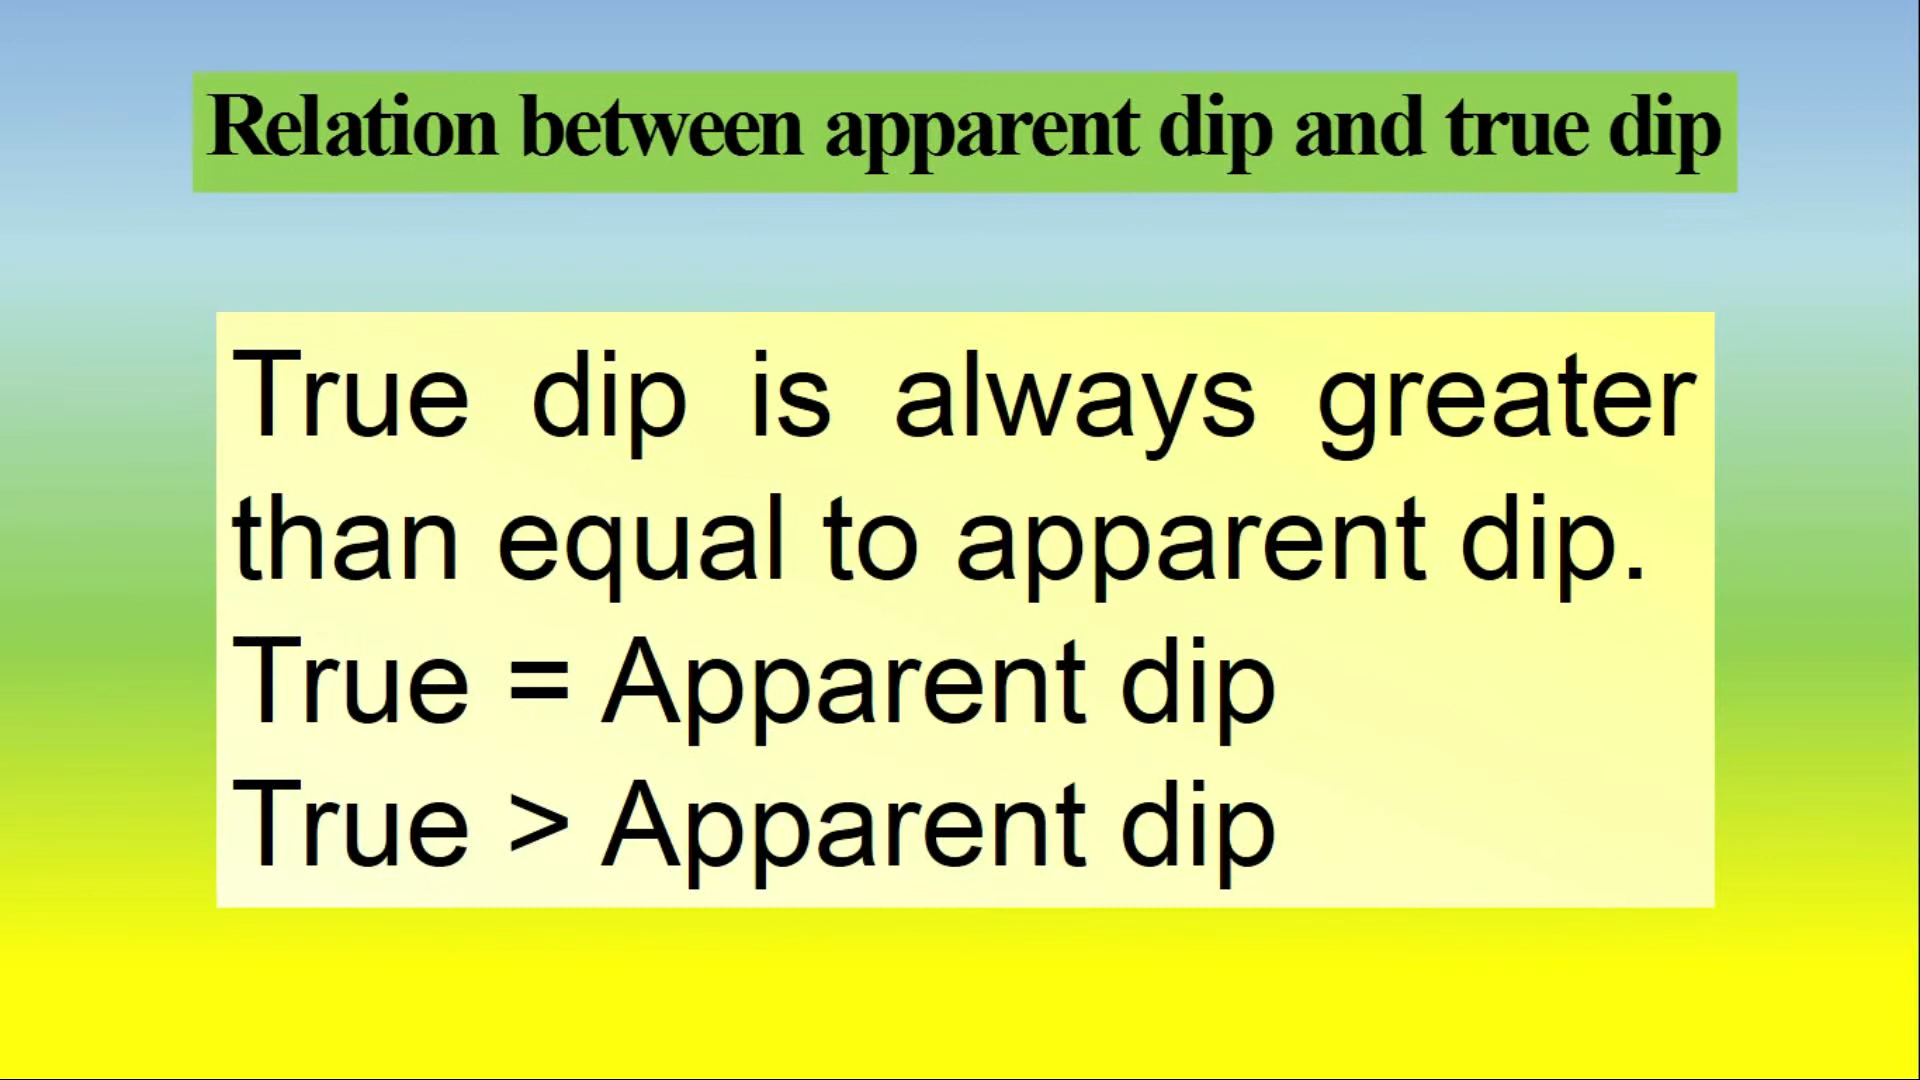 Relation between apparent dip and true dip
True dip is always greater
than equal to apparent dip.
True = Apparent dip
True > Apparent dip